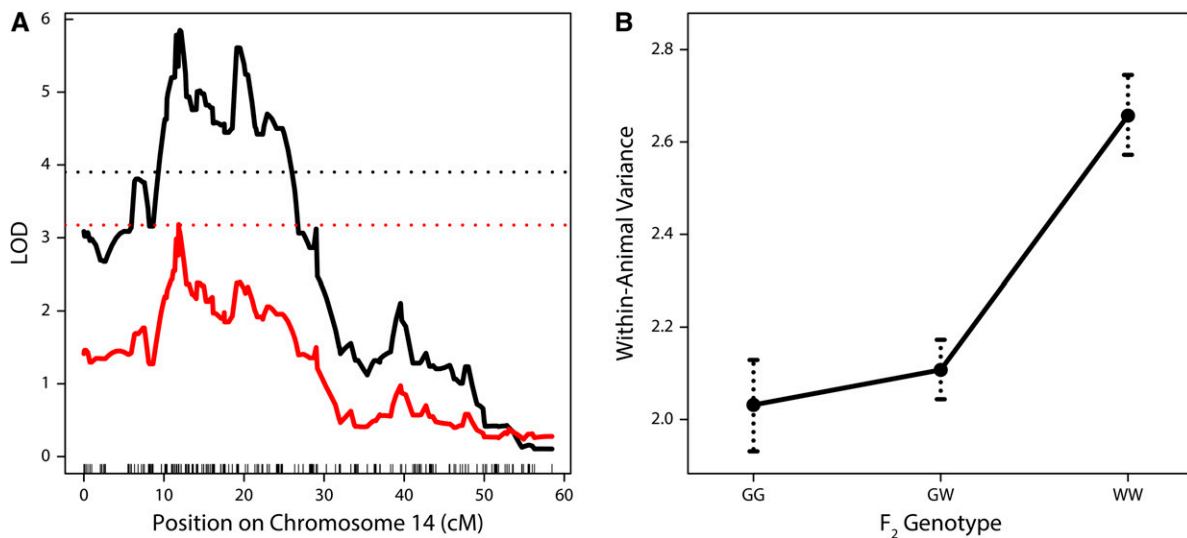 A
LOD
6
5
4
3
2
1
0
0
10
20
30
40
50
60
Position on Chromosome 14 (cM)
B
Within-Animal Variance
2.8
2.6
2.4
2.2
2.0
GG
GW
WW
F₂ Genotype